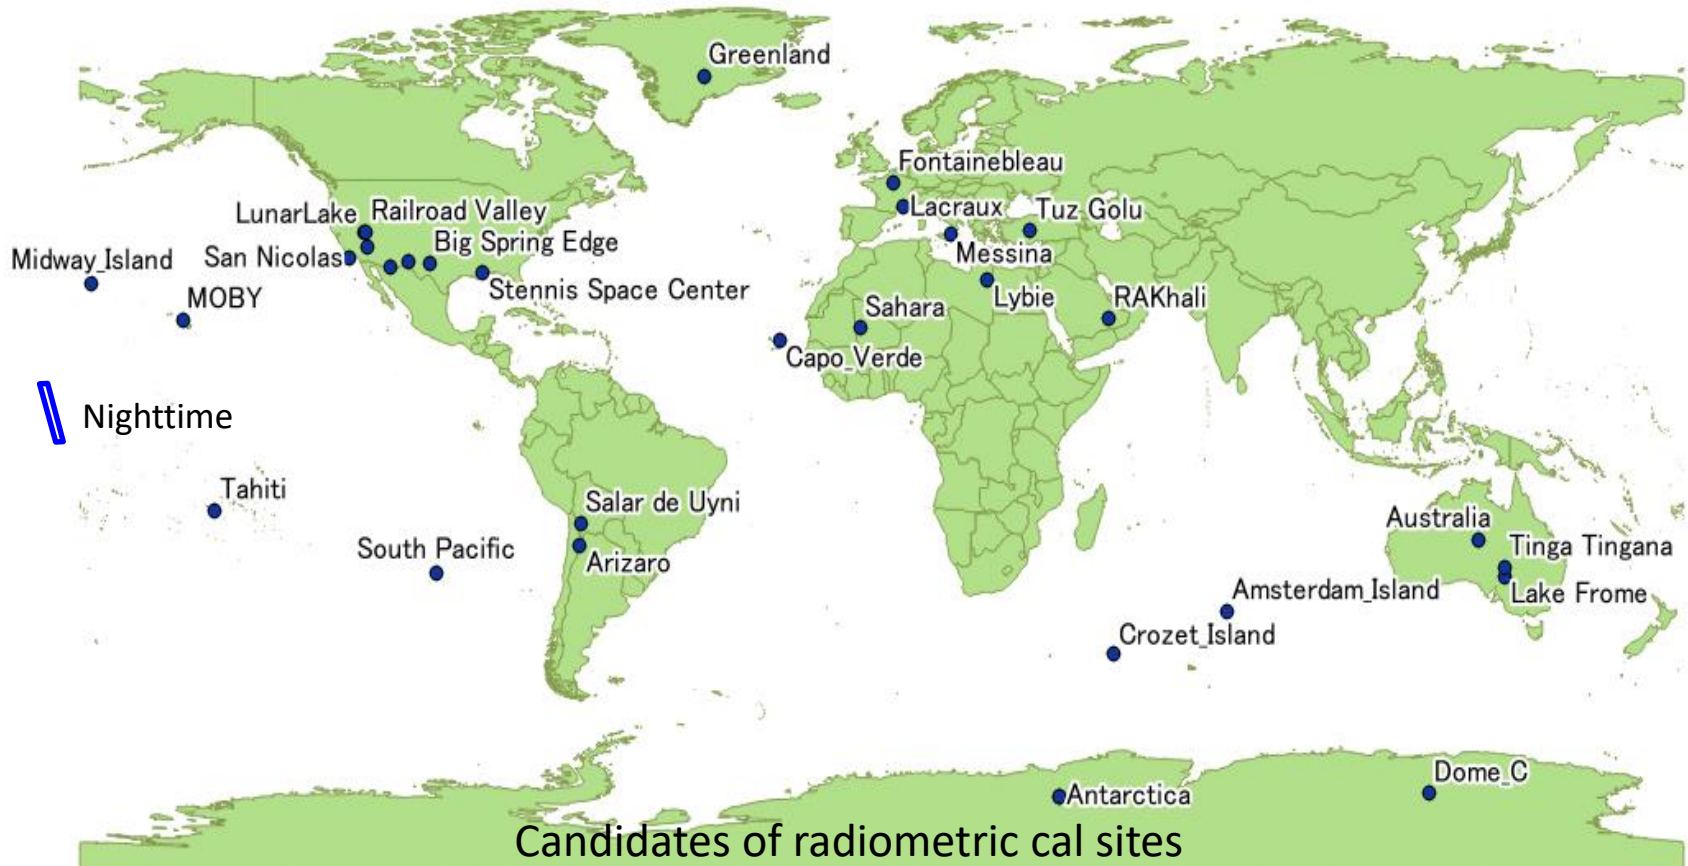 Greenland
Fontainebleau
LunarLake
Railroad Valley
Lacraux
Tuz Golu
Big Spring Edge
Midway_Island
San Nicolas
Messina
Stennis Space Center
MOBY
Lybie
RAKhali
Sahara
Capo_Verde
Nighttime
Tahiti
Salar de Uyni
South Pacific
Arizaro
Australia
Tinga Tingana
Amsterdam_Island
Lake Frome
Crozet_Island
Dome_C
Antarctica
Candidates of radiometric cal sites